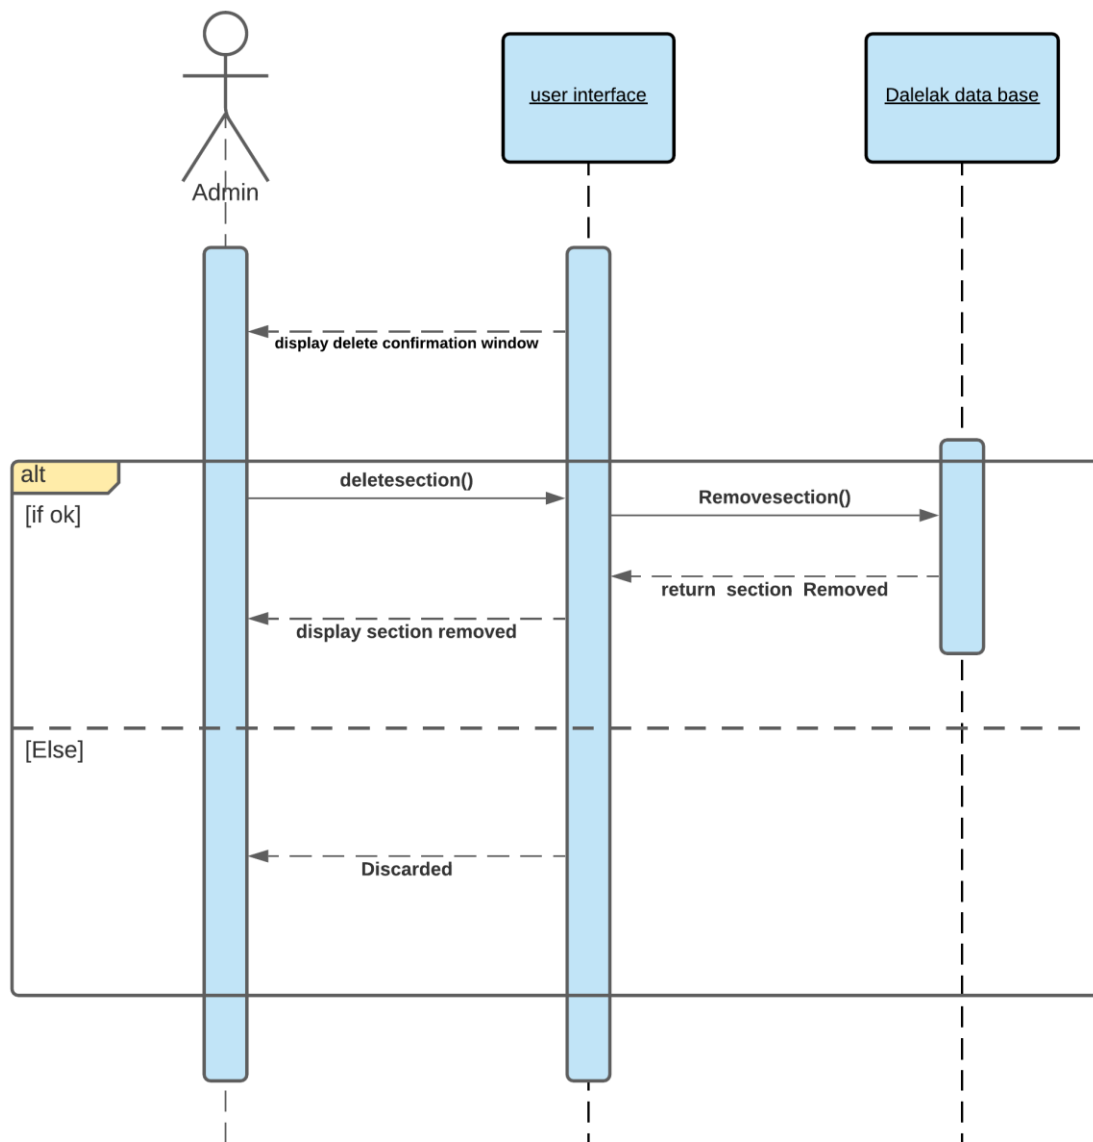 user interface
Dalelak data base
Admin
display delete confirmation window
alt
[if ok]
deletesection()
Removesection()
return section Removed
display section removed
[Else]
Discarded